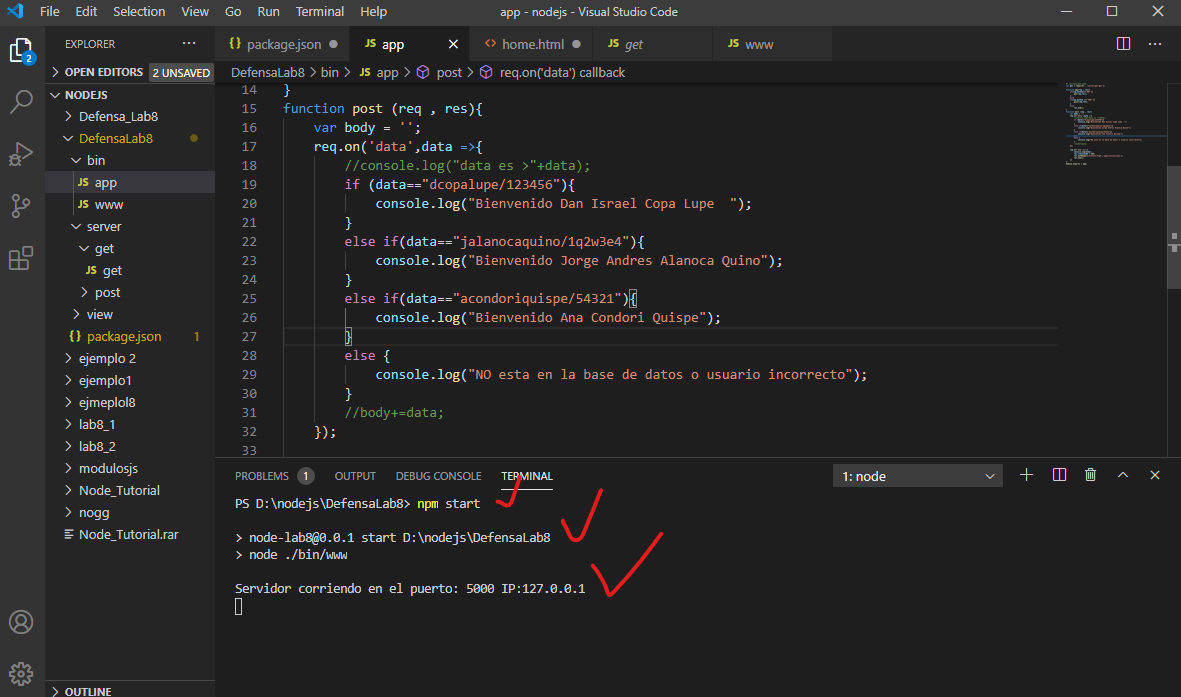 File Edit Selection View Go Run Terminal Help app - nodejs - Visual Studio Code
EXPLORER ...
2
OPEN EDITORS 2 UNSAVED
NODEJS
Defensa_Lab8
DefensaLab8
bin
JS app
JS www
server
get
JS get
post
view
{} package.json 1
ejemplo 2
ejemplo1
ejmeplol8
lab8_1
lab8_2
modulosjs
Node_Tutorial
nogg
Node_Tutorial.rar
OUTLINE
{} package.json JS app <> home.html JS get JS www
DefensaLab8 > bin > JS app > post > req.on('data') callback
14 }
15 function post (req , res){
16 var body = '';
17 req.on('data',data =>{
18 //console.log("data es >"+data);
19 if (data=="dcopalupe/123456"){
20 console.log("Bienvenido Dan Israel Copa Lupe  ");
21 }
22 else if(data=="jalanocaquino/1q2w3e4"){
23 console.log("Bienvenido Jorge Andres Alanoca Quino");
24 }
25 else if(data=="acondoriquispe/54321"){
26 console.log("Bienvenido Ana Condori Quispe");
27 }
28 else {
29 console.log("NO esta en la base de datos o usuario incorrecto");
30 }
31 //body+=data;
32 });
33
PROBLEMS 1 OUTPUT DEBUG CONSOLE TERMINAL 1: node
PS D:\nodejs\DefensaLab8> npm start
> node-lab8@0.0.1 start D:\nodejs\DefensaLab8
> node ./bin/www
Servidor corriendo en el puerto: 5000 IP:127.0.0.1